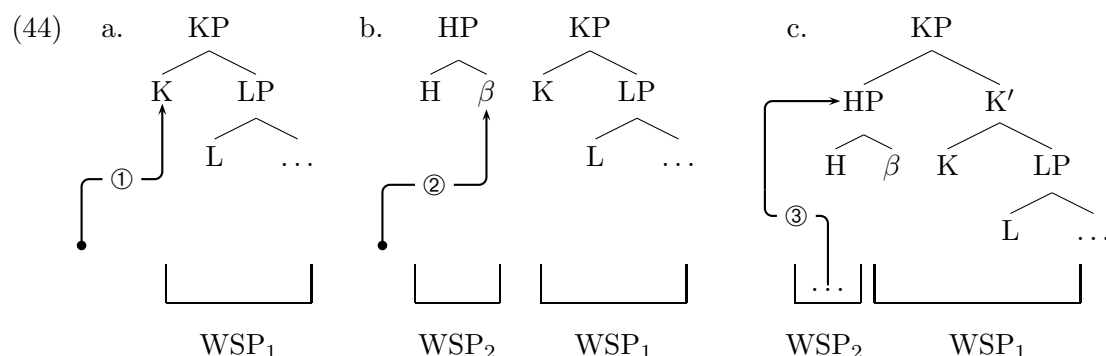 (44) a. KP b. HP KP c. KP
K LP H β K LP HP K′
L … L … H β K LP
① ② ③ L …
…
WSP₁ WSP₂ WSP₁ WSP₂ WSP₁